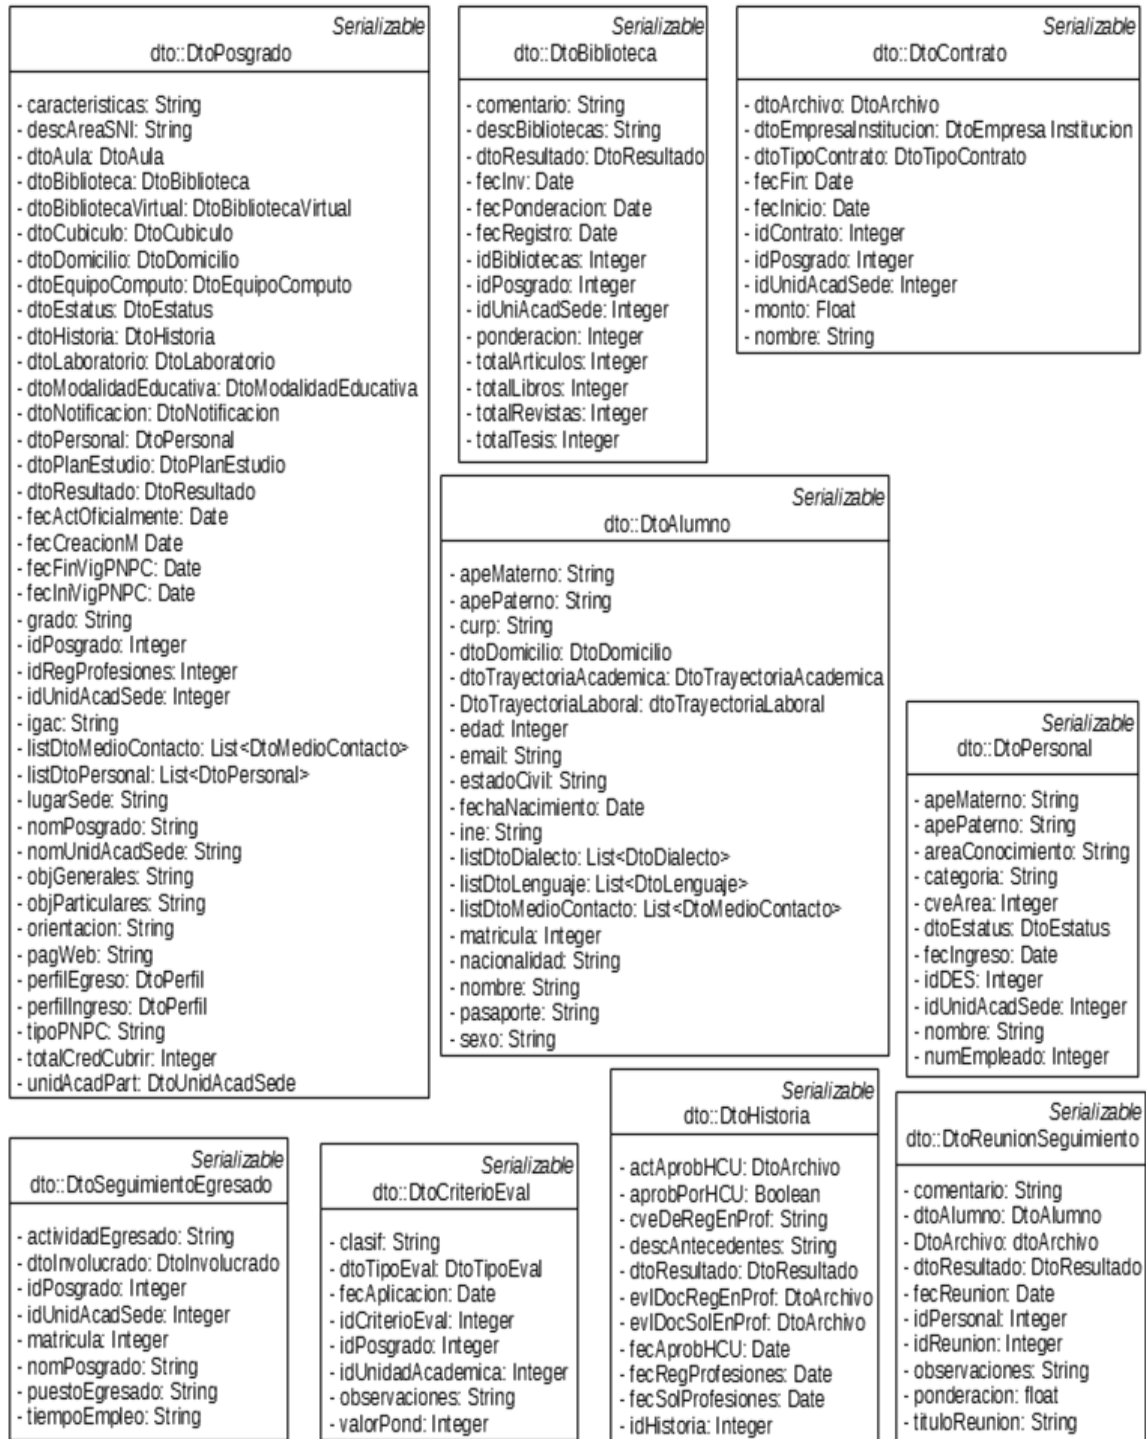 Serializable
dto::DtoPosgrado
- caracteristicas: String
- descAreaSNI: String
- dtoAula: DtoAula
- dtoBiblioteca: DtoBiblioteca
- dtoBibliotecaVirtual: DtoBibliotecaVirtual
- dtoCubiculo: DtoCubiculo
- dtoDomicilio: DtoDomicilio
- dtoEquipoComputo: DtoEquipoComputo
- dtoEstatus: DtoEstatus
- dtoHistoria: DtoHistoria
- dtoLaboratorio: DtoLaboratorio
- dtoModalidadEducativa: DtoModalidadEducativa
- dtoNotificacion: DtoNotificacion
- dtoPersonal: DtoPersonal
- dtoPlanEstudio: DtoPlanEstudio
- dtoResultado: DtoResultado
- fecActOficialmente: Date
- fecCreacionM Date
- fecFinVigPNPC: Date
- fecIniVigPNPC: Date
- grado: String
- idPosgrado: Integer
- idRegProfesiones: Integer
- idUnidAcadSede: Integer
- igac: String
- listDtoMedioContacto: List<DtoMedioContacto>
- listDtoPersonal: List<DtoPersonal>
- lugarSede: String
- nomPosgrado: String
- nomUnidAcadSede: String
- objGenerales: String
- objParticulares: String
- orientacion: String
- pagWeb: String
- perfilEgreso: DtoPerfil
- perfilIngreso: DtoPerfil
- tipoPNPC: String
- totalCredCubrir: Integer
- unidAcadPart: DtoUnidAcadSede
Serializable
dto::DtoBiblioteca
- comentario: String
- descBibliotecas: String
- dtoResultado: DtoResultado
- fecInv: Date
- fecPonderacion: Date
- fecRegistro: Date
- idBibliotecas: Integer
- idPosgrado: Integer
- idUniAcadSede: Integer
- ponderacion: Integer
- totalArticulos: Integer
- totalLibros: Integer
- totalRevistas: Integer
- totalTesis: Integer
Serializable
dto::DtoContrato
- dtoArchivo: DtoArchivo
- dtoEmpresaInstitucion: DtoEmpresa Institucion
- dtoTipoContrato: DtoTipoContrato
- fecFin: Date
- fecInicio: Date
- idContrato: Integer
- idPosgrado: Integer
- idUnidAcadSede: Integer
- monto: Float
- nombre: String
Serializable
dto::DtoAlumno
- apeMaterno: String
- apePaterno: String
- curp: String
- dtoDomicilio: DtoDomicilio
- dtoTrayectoriaAcademica: DtoTrayectoriaAcademica
- DtoTrayectoriaLaboral: dtoTrayectoriaLaboral
- edad: Integer
- email: String
- estadoCivil: String
- fechaNacimiento: Date
- ine: String
- listDtoDialecto: List<DtoDialecto>
- listDtoLenguaje: List<DtoLenguaje>
- listDtoMedioContacto: List<DtoMedioContacto>
- matricula: Integer
- nacionalidad: String
- nombre: String
- pasaporte: String
- sexo: String
Serializable
dto::DtoPersonal
- apeMaterno: String
- apePaterno: String
- areaConocimiento: String
- categoria: String
- cveArea: Integer
- dtoEstatus: DtoEstatus
- fecIngreso: Date
- idDES: Integer
- idUnidAcadSede: Integer
- nombre: String
- numEmpleado: Integer
Serializable
dto::DtoSeguimientoEgresado
- actividadEgresado: String
- dtoInvolucrado: DtoInvolucrado
- idPosgrado: Integer
- idUnidAcadSede: Integer
- matricula: Integer
- nomPosgrado: String
- puestoEgresado: String
- tiempoEmpleo: String
Serializable
dto::DtoCriterioEval
- clasif: String
- dtoTipoEval: DtoTipoEval
- fecAplicacion: Date
- idCriterioEval: Integer
- idPosgrado: Integer
- idUnidadAcademica: Integer
- observaciones: String
- valorPond: Integer
Serializable
dto::DtoHistoria
- actAprobHCU: DtoArchivo
- aprobPorHCU: Boolean
- cveDeRegEnProf: String
- descAntecedentes: String
- dtoResultado: DtoResultado
- evIDocRegEnProf: DtoArchivo
- evIDocSolEnProf: DtoArchivo
- fecAprobHCU: Date
- fecRegProfesiones: Date
- fecSolProfesiones: Date
- idHistoria: Integer
Serializable
dto::DtoReunionSeguimiento
- comentario: String
- dtoAlumno: DtoAlumno
- DtoArchivo: dtoArchivo
- dtoResultado: DtoResultado
- fecReunion: Date
- idPersonal: Integer
- idReunion: Integer
- observaciones: String
- ponderacion: float
- tituloReunion: String